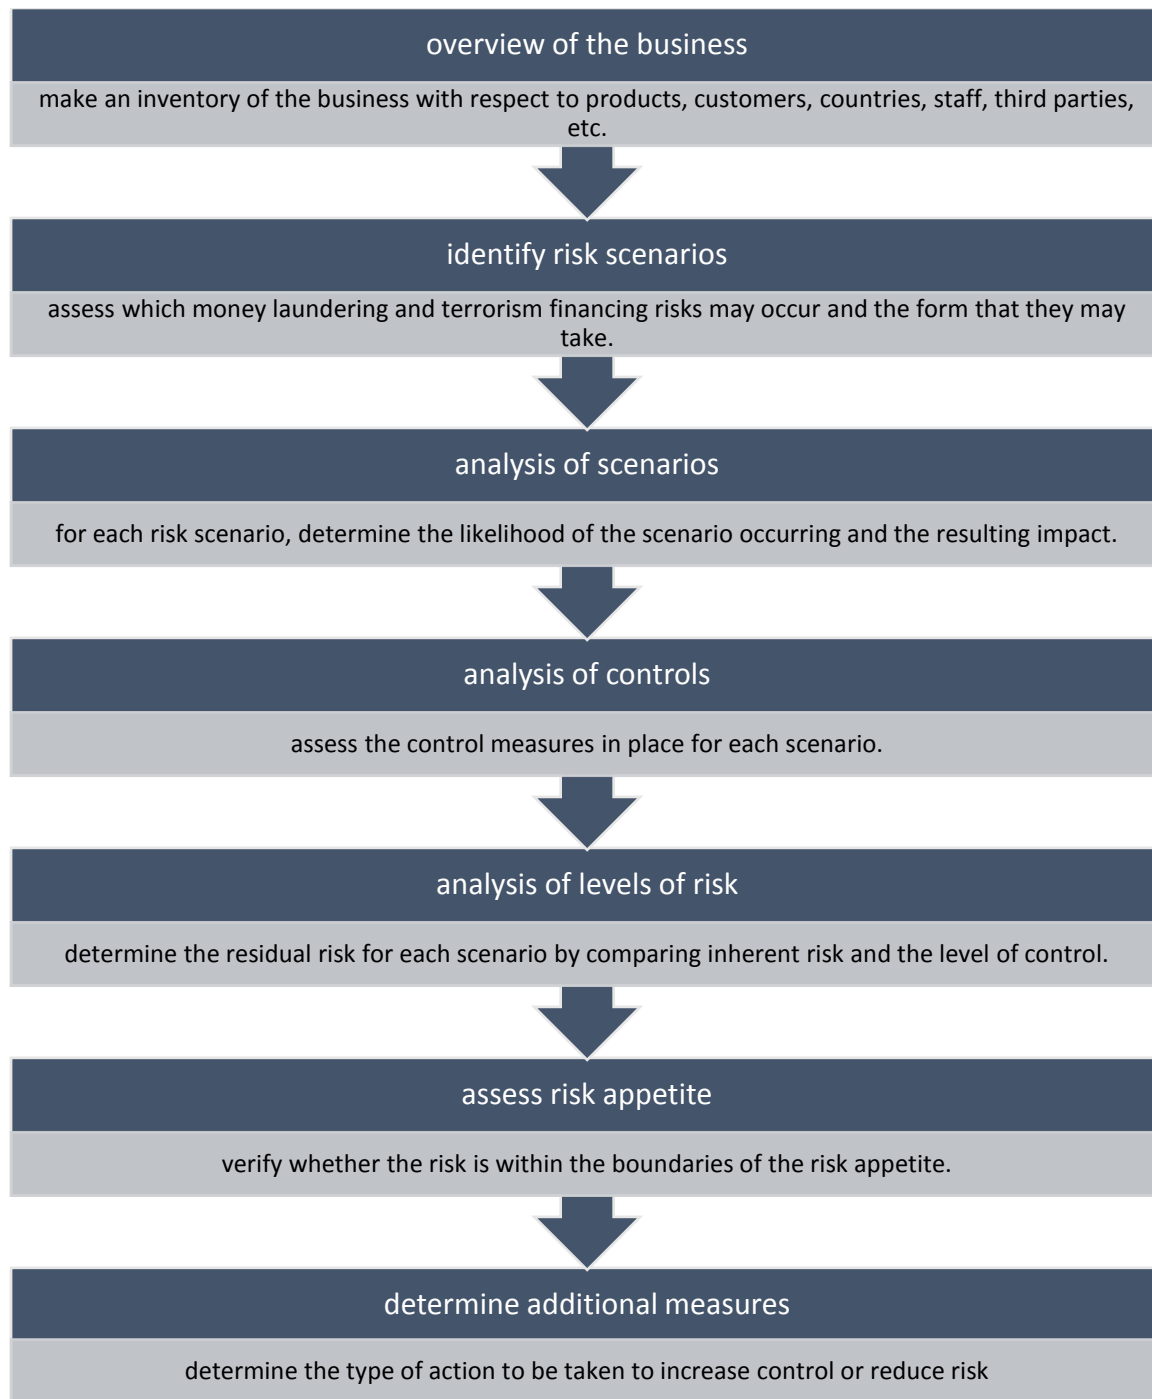 overview of the business
make an inventory of the business with respect to products, customers, countries, staff, third parties,
etc.
identify risk scenarios
assess which money laundering and terrorism financing risks may occur and the form that they may
take.
analysis of scenarios
for each risk scenario, determine the likelihood of the scenario occurring and the resulting impact.
analysis of controls
assess the control measures in place for each scenario.
analysis of levels of risk
determine the residual risk for each scenario by comparing inherent risk and the level of control.
assess risk appetite
verify whether the risk is within the boundaries of the risk appetite.
determine additional measures
determine the type of action to be taken to increase control or reduce risk